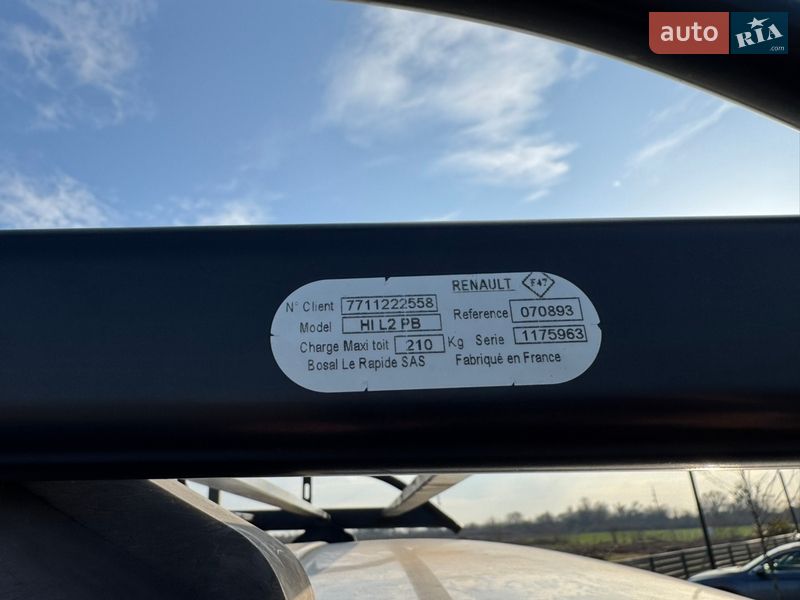 auto RIA .com
RENAULT F47
N° Client 7711222558
Reference 070893
Model HI L2 PB
Charge Maxi toit 210 Kg Serie 1175963
Bosal Le Rapide SAS Fabriqué en France